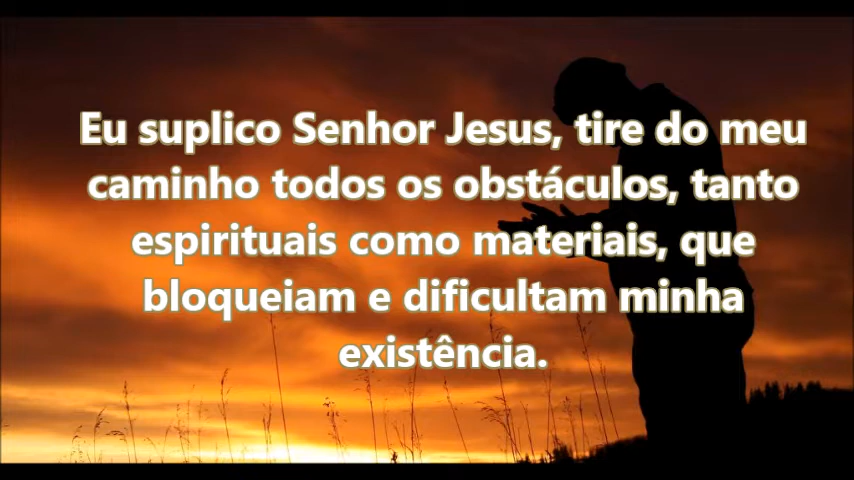 Eu suplico Senhor Jesus, tire do meu
caminho todos os obstáculos, tanto
espirituais como materiais, que
bloqueiam e dificultam minha
existência.